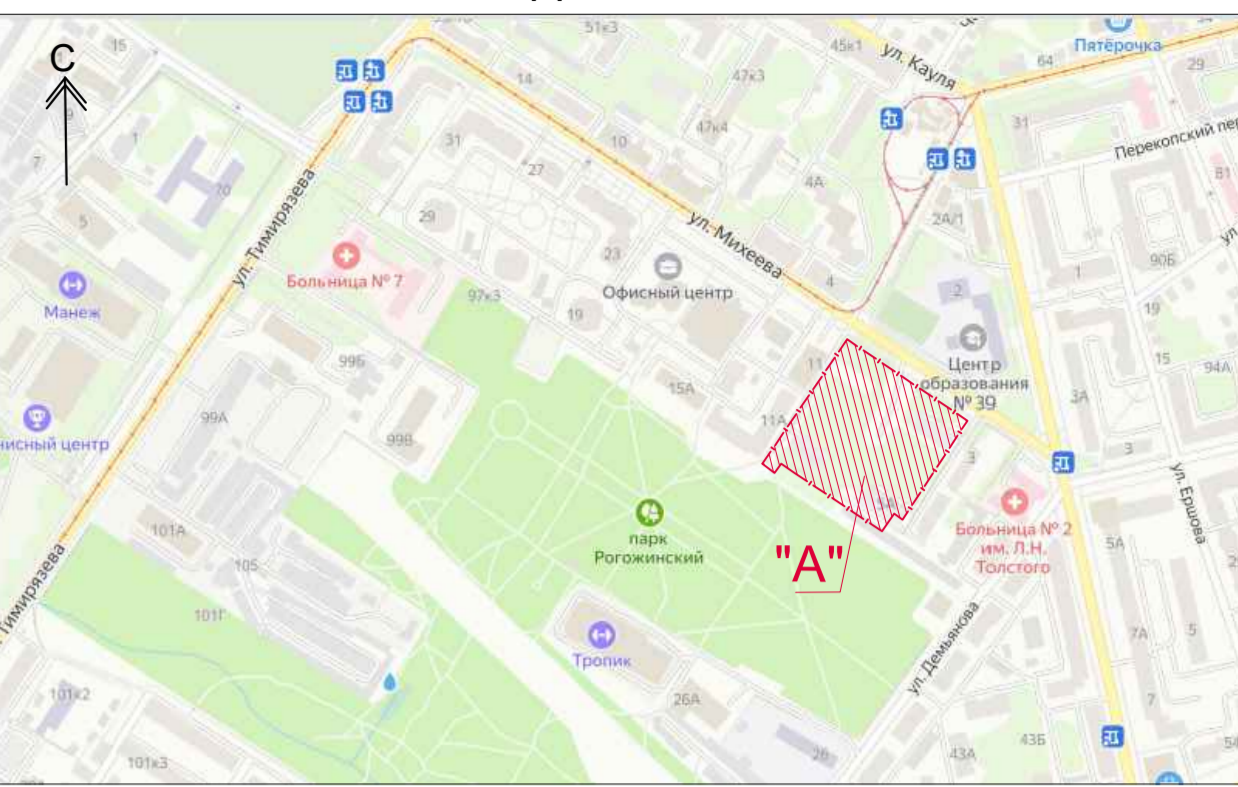 51к3
С
15
45к1
ул. Кауля
Пятёрочка
64
29
14
47к3
9
1
31
10
47к4
31
Перекопский пер
7
70
27
4А
81
5
29
2А/1
ул. Тимирязева
23
ул. Михеева
90Б
Больница № 7
Офисный центр
4
2
1
Манеж
97к3
19
19
99Б
11
Центр
образования
№ 39
15
94А
15А
3А
99А
11А
нисный центр
99В
3
3
ул. Ершова
парк
Рогожинский
Больница № 2
им. Л.Н.
Толстого
101А
5А
"А"
105
Тимирязева
101Г
ул. Демьянова
7А
5
Тропик
101к2
26А
7
43Б
26
43А
54
101к3